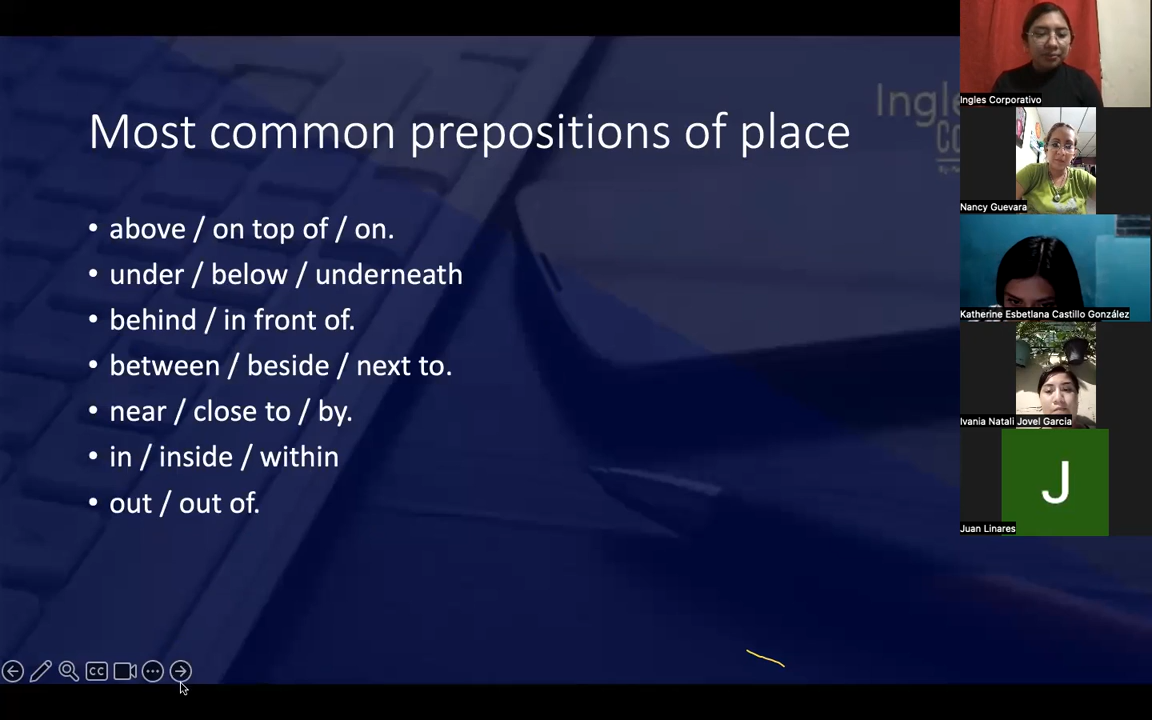 Most common prepositions of place
• above / on top of / on.
• under / below / underneath
• behind / in front of.
• between / beside / next to.
• near / close to / by.
• in / inside / within
• out / out of.
Ingles Corporativo
Nancy Guevara
Katherine Esbetlana Castillo González
Ivania Natali Jovel Garcia
J
Juan Linares
CC